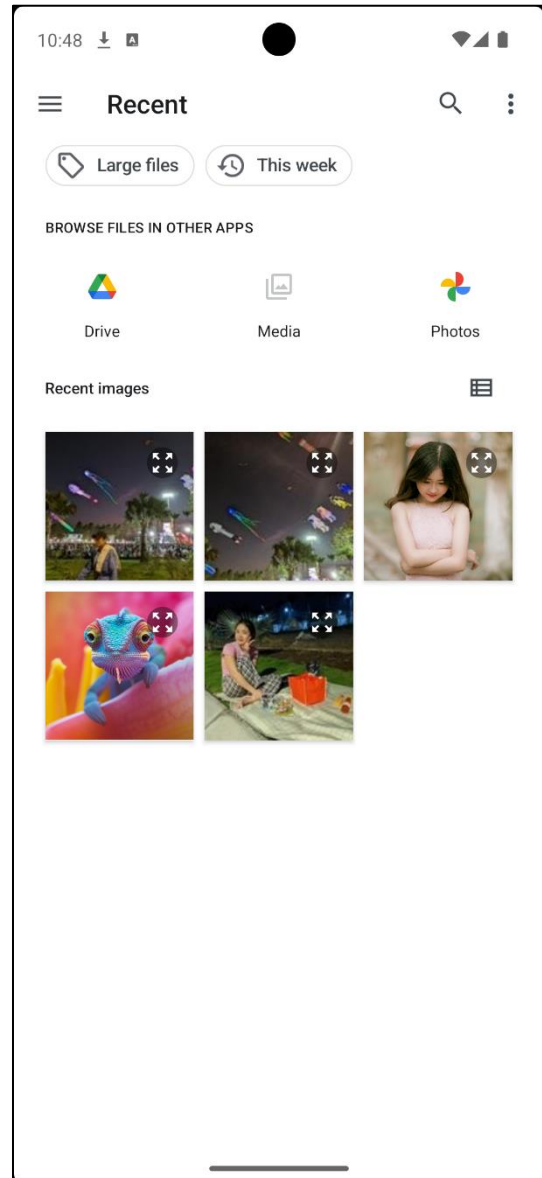 10:48
Recent
Large files
This week
BROWSE FILES IN OTHER APPS
Drive
Media
Photos
Recent images